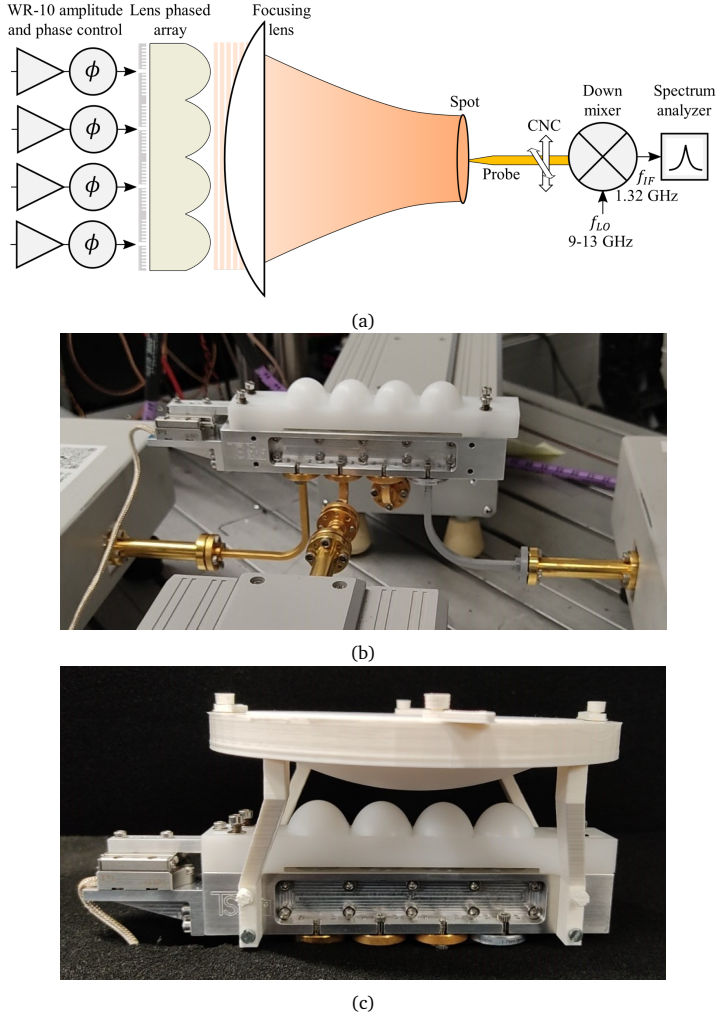 WR-10 amplitude
and phase control
Lens phased
array
Focusing
lens
ϕ
ϕ
ϕ
ϕ
Spot
Probe
CNC
Down
mixer
Spectrum
analyzer
f_IF
1.32 GHz
f_LO
9-13 GHz
(a)
(b)
(c)